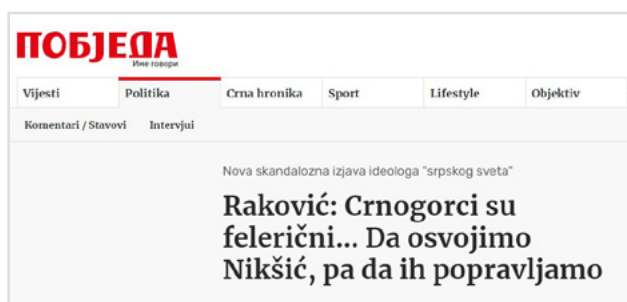 ПОБЈЕДА
Име говори
Vijesti Politika Crna hronika Sport Lifestyle Objektiv
Komentari / Stavovi Intervjui
Nova skandalozna izjava ideologa "srpskog sveta"
Raković: Crnogorci su
felerični... Da osvojimo
Nikšić, pa da ih popravljamo